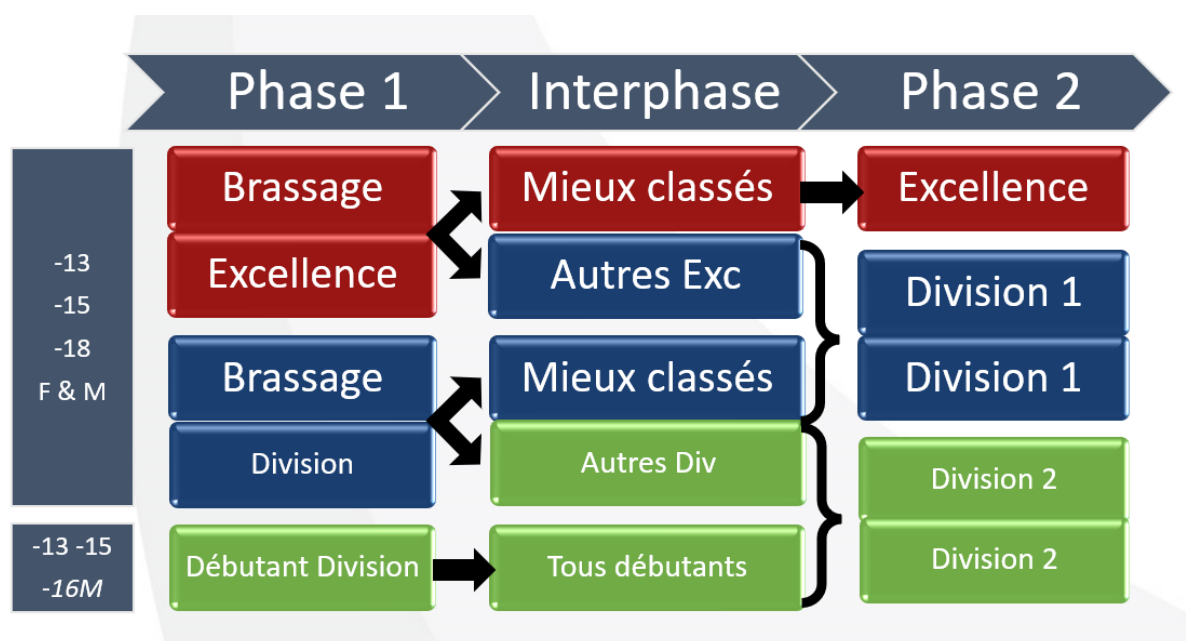 Phase 1
Interphase
Phase 2
-13
-15
-18
F & M
Brassage
Mieux classés
Excellence
Excellence
Autres Exc
Division 1
Brassage
Mieux classés
Division 1
Division
Autres Div
Division 2
-13 -15
-16M
Débutant Division
Tous débutants
Division 2